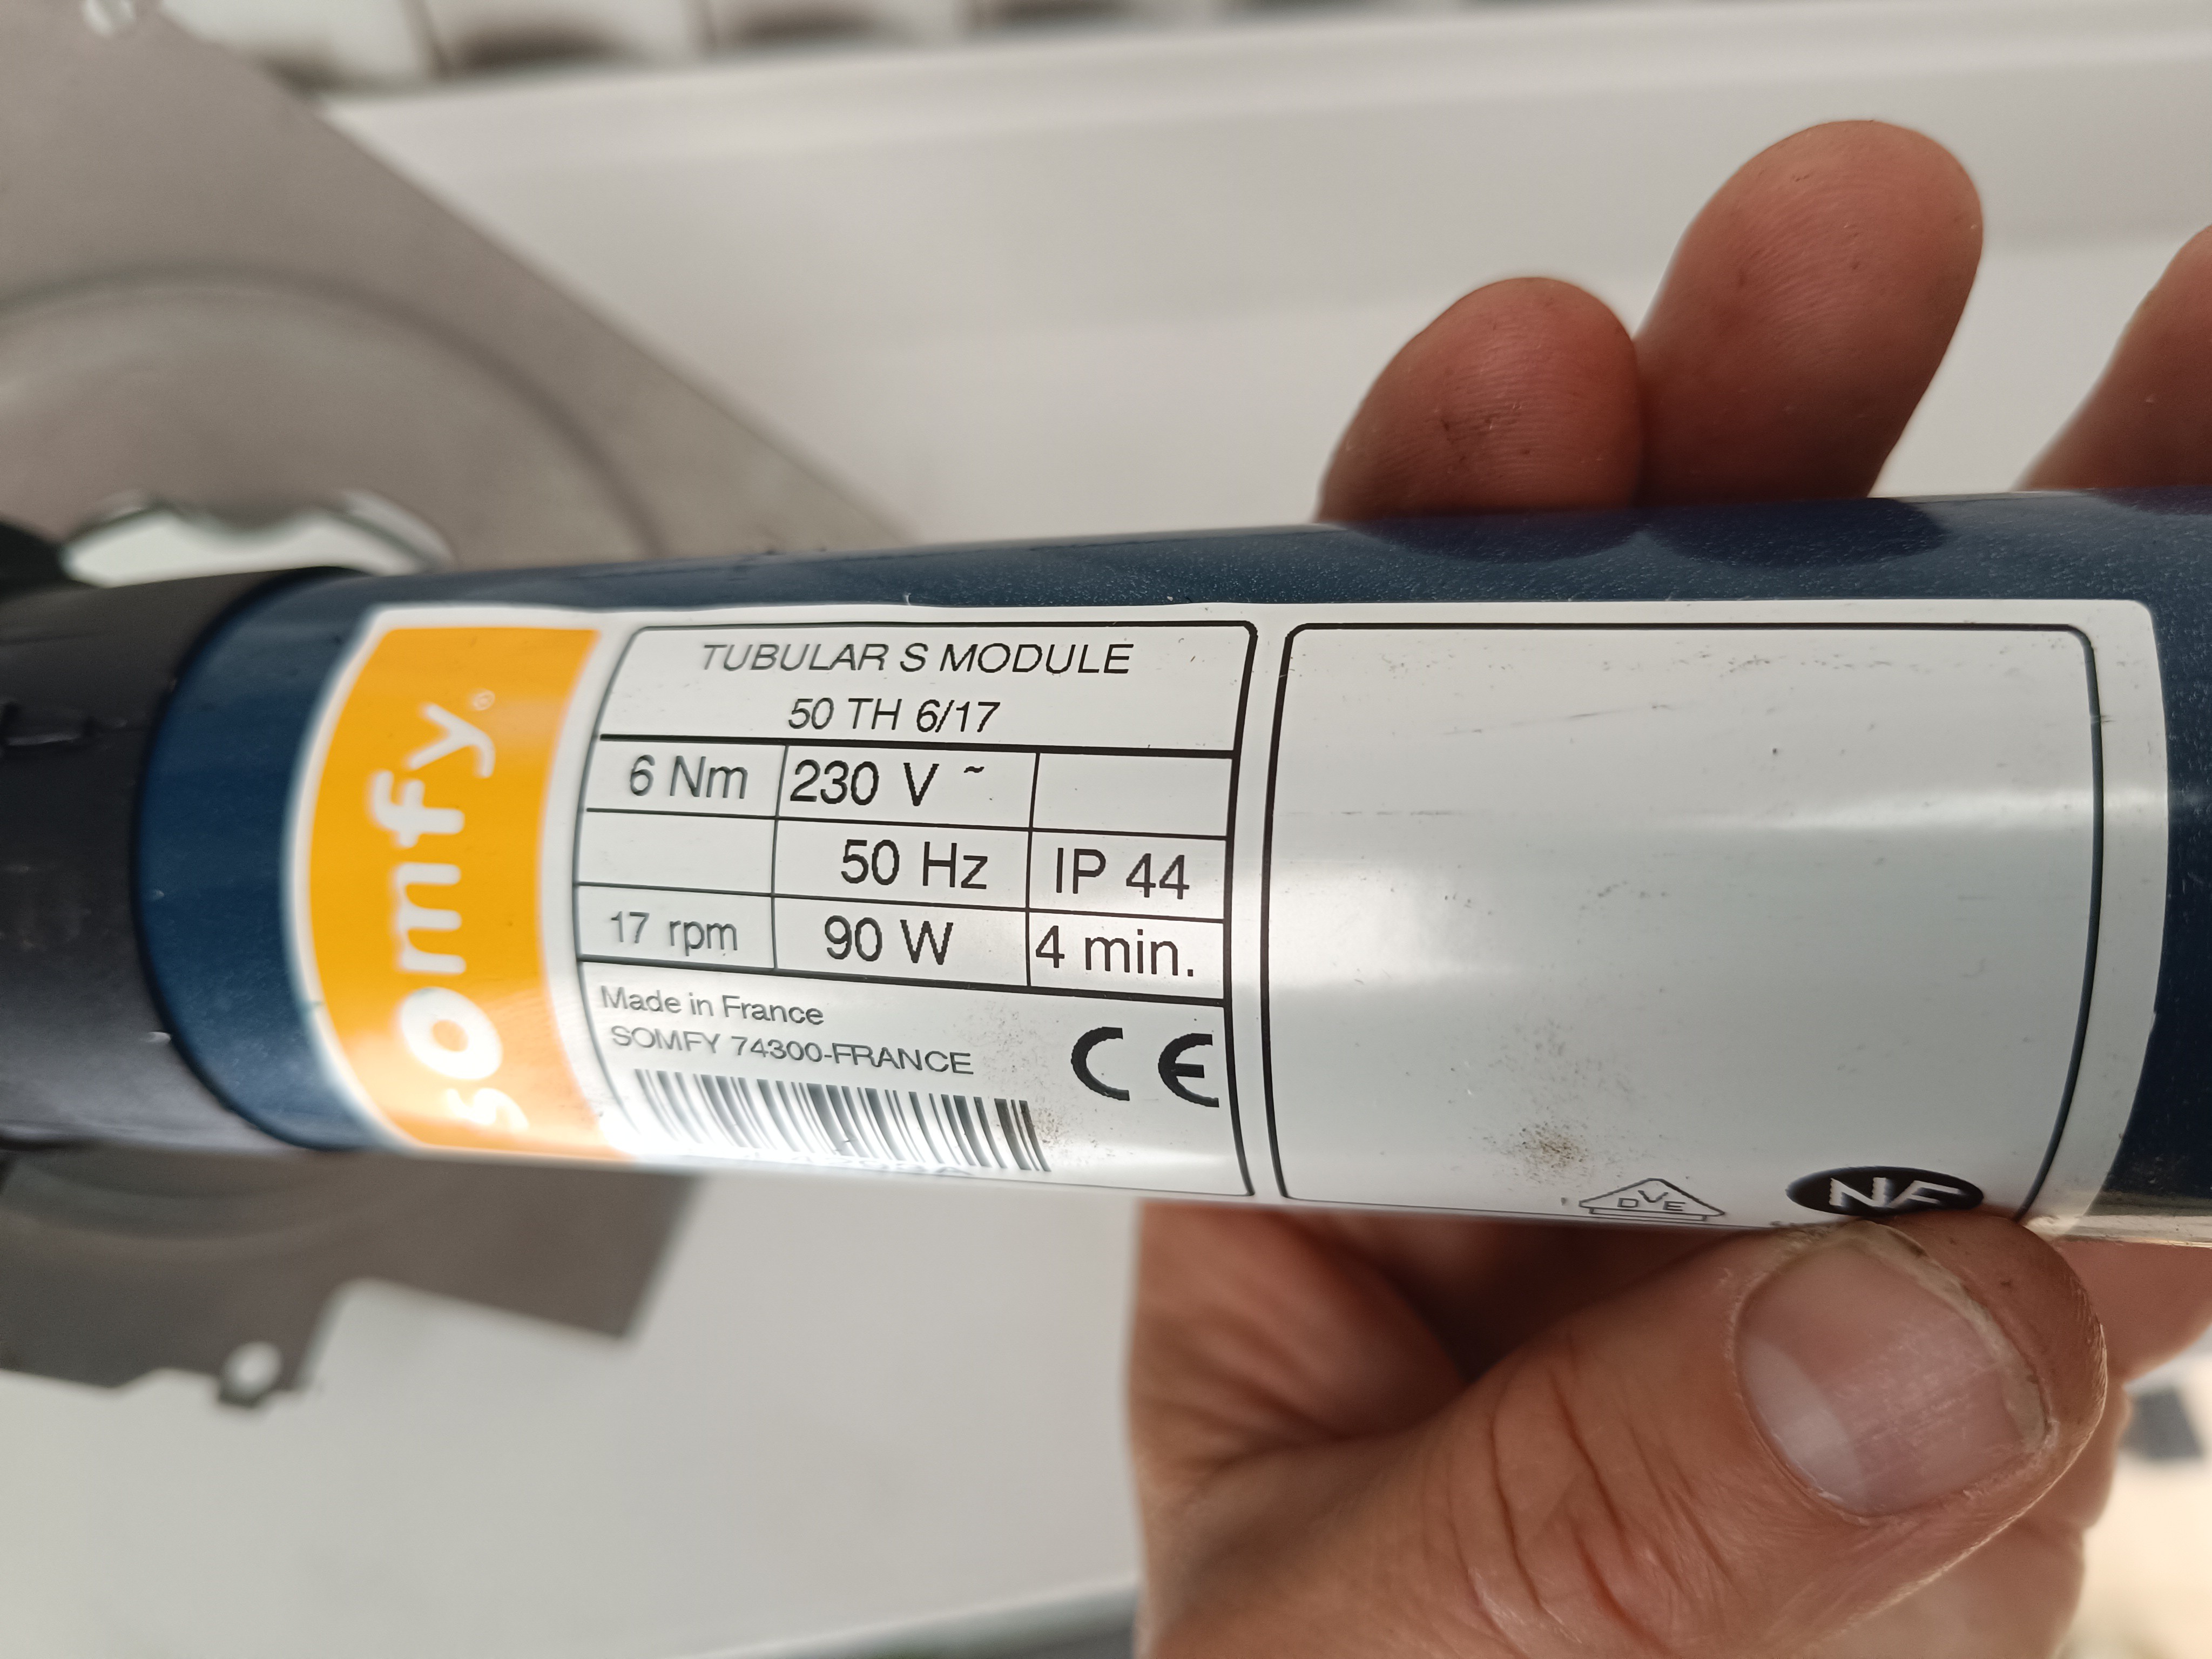 somfy®
TUBULAR S MODULE
50 TH 6/17
6 Nm 230 V ~
50 Hz IP 44
17 rpm 90 W 4 min.
Made in France
SOMFY 74300-FRANCE
CE
DVE
NF